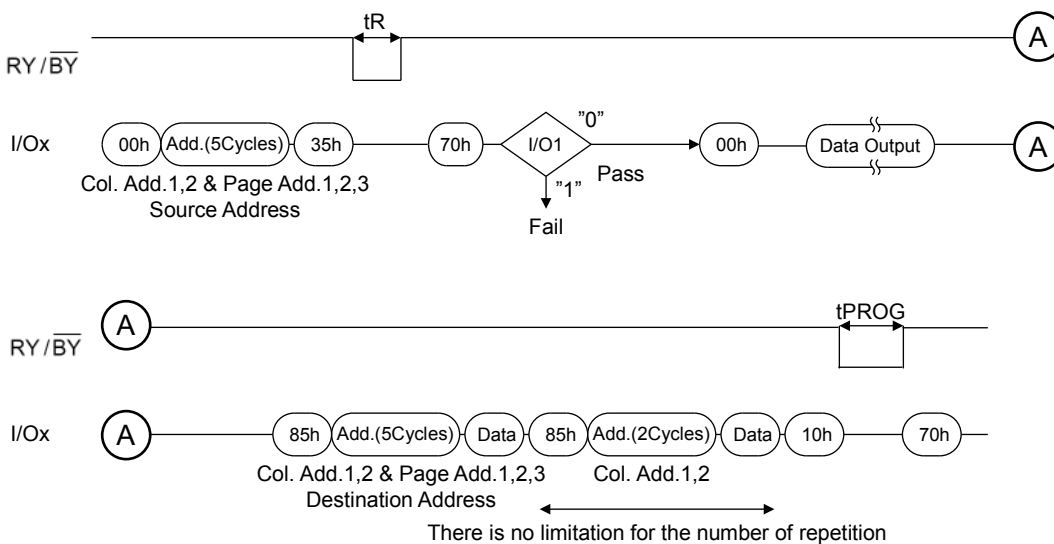 tR
RY/BY
A
I/Ox
00h Add.(5Cycles) 35h 70h I/O1 "0" 00h Data Output A
Pass
"1"
Col. Add.1,2 & Page Add.1,2,3
Source Address
Fail
A
tPROG
RY/BY
I/Ox
A 85h Add.(5Cycles) Data 85h Add.(2Cycles) Data 10h 70h
Col. Add.1,2 & Page Add.1,2,3 Col. Add.1,2
Destination Address
There is no limitation for the number of repetition